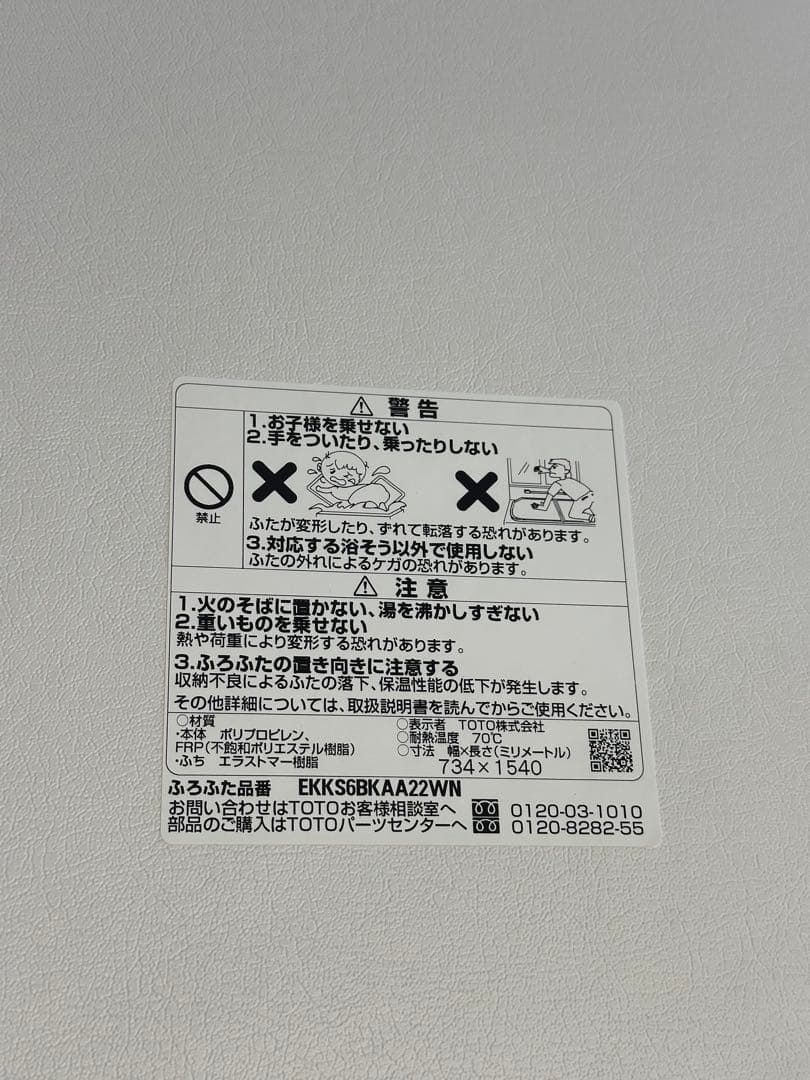 ⚠ 警告
1.お子様を乗せない
2.手をついたり、乗ったりしない
禁止
ふたが変形したり、ずれて転落する恐れがあります。
3.対応する浴そう以外で使用しない
ふたの外れによるケガの恐れがあります。
⚠ 注意
1.火のそばに置かない、湯を沸かしすぎない
2.重いものを乗せない
熱や荷重により変形する恐れがあります。
3.ふろふたの置き向きに注意する
収納不良によるふたの落下、保温性能の低下が発生します。
その他詳細については、取扱説明書を読んでからご使用ください。
○材質
・本体 ポリプロピレン、
FRP(不飽和ポリエステル樹脂)
・ふち エラストマー樹脂
○表示者 TOTO株式会社
○耐熱温度 70℃
○寸法 幅×長さ(ミリメートル)
734×1540
ふろふた品番 EKKS6BKAA22WN
お問い合わせはTOTOお客様相談室へ 0120-03-1010
部品のご購入はTOTOパーツセンターへ 0120-8282-55